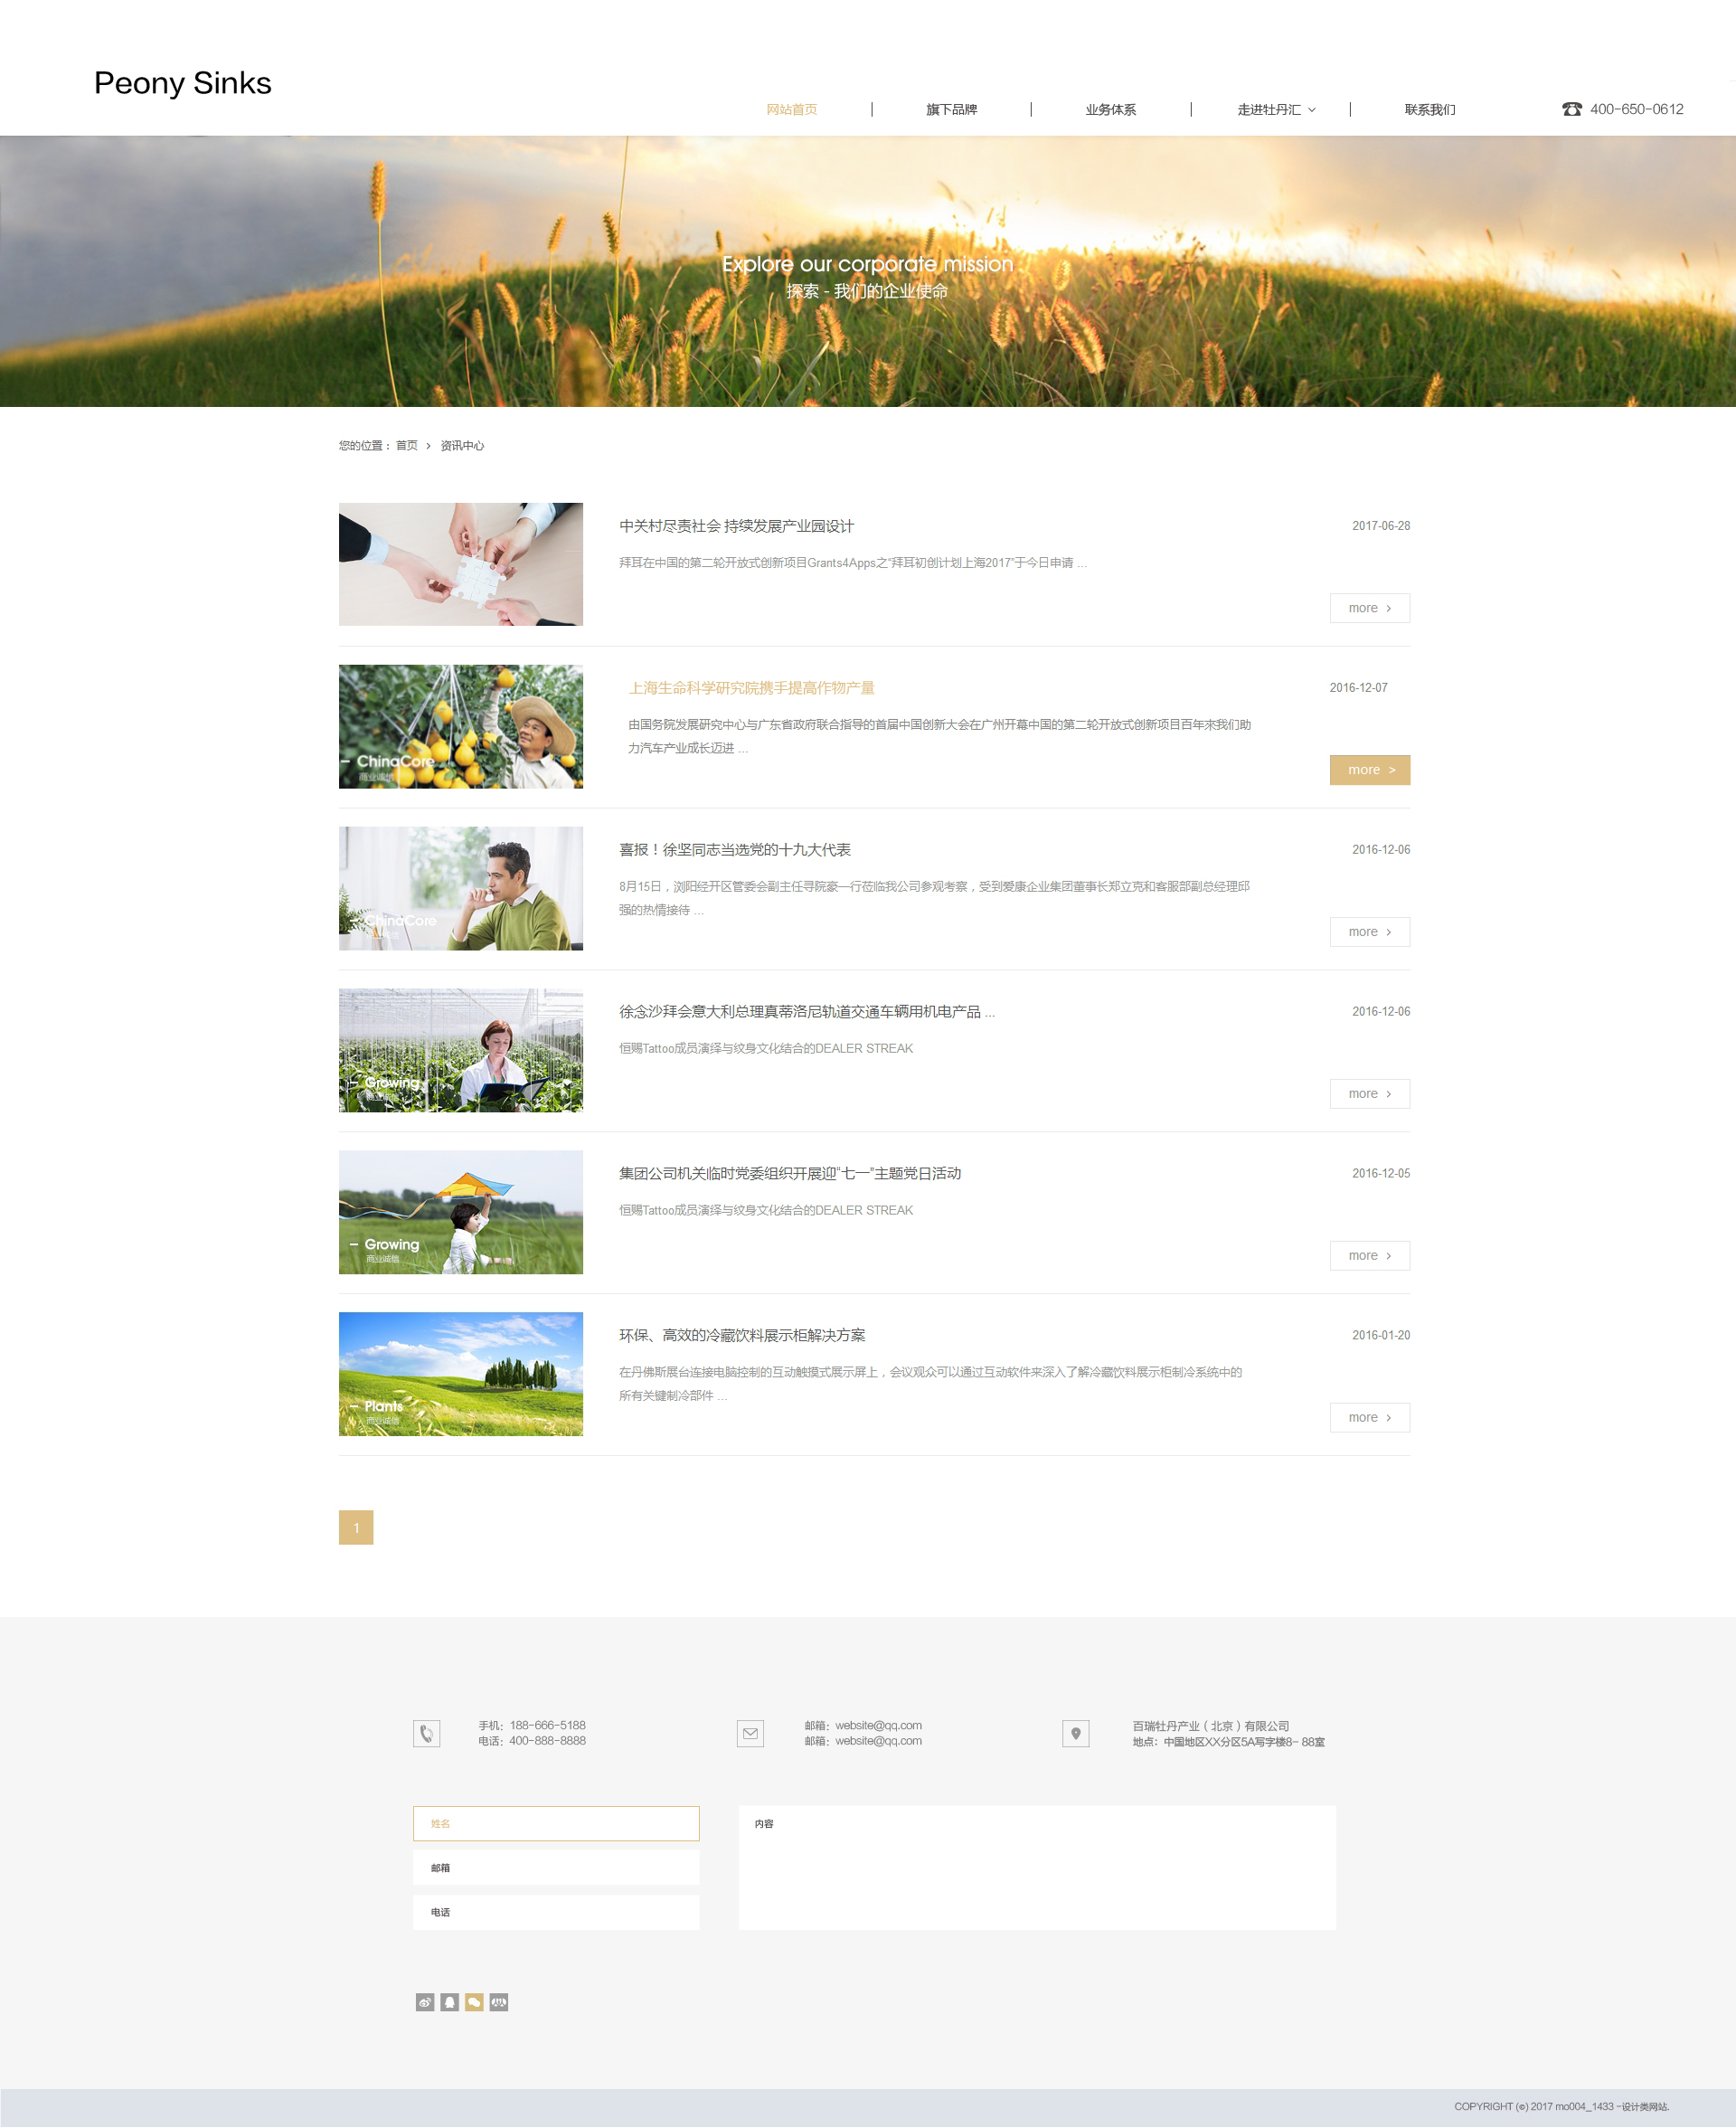 Peony Sinks
网站首页
旗下品牌
业务体系
走进牡丹汇
联系我们
400-650-0612
Explore our corporate mission
探索 - 我们的企业使命
您的位置： 首页 > 资讯中心
中关村尽责社会 持续发展产业园设计
2017-06-28
拜耳在中国的第二轮开放式创新项目Grants4Apps之“拜耳初创计划上海2017”于今日申请 ...
more >
ChinaCore
商业诚信
上海生命科学研究院携手提高作物产量
2016-12-07
由国务院发展研究中心与广东省政府联合指导的首届中国创新大会在广州开幕中国的第二轮开放式创新项目百年来我们助
力汽车产业成长迈进 ...
more >
ChinaCore
喜报！徐坚同志当选党的十九大代表
2016-12-06
8月15日，浏阳经开区管委会副主任寻院豪一行莅临我公司参观考察，受到爱康企业集团董事长郑立克和客服部副总经理邱
强的热情接待 ...
more >
Growing
商业诚信
徐念沙拜会意大利总理真蒂洛尼轨道交通车辆用机电产品 ...
2016-12-06
恒赐Tattoo成员演绎与纹身文化结合的DEALER STREAK
more >
Growing
商业诚信
集团公司机关临时党委组织开展迎“七一”主题党日活动
2016-12-05
恒赐Tattoo成员演绎与纹身文化结合的DEALER STREAK
more >
Plants
商业诚信
环保、高效的冷藏饮料展示柜解决方案
2016-01-20
在丹佛斯展台连接电脑控制的互动触摸式展示屏上，会议观众可以通过互动软件来深入了解冷藏饮料展示柜制冷系统中的
所有关键制冷部件 ...
more >
1
手机：188-666-5188
电话：400-888-8888
邮箱：website@qq.com
邮箱：website@qq.com
百瑞牡丹产业（北京）有限公司
地点：中国地区XX分区5A写字楼8- 88室
姓名
邮箱
电话
内容
COPYRIGHT (©) 2017 mo004_1433 -设计类网站.